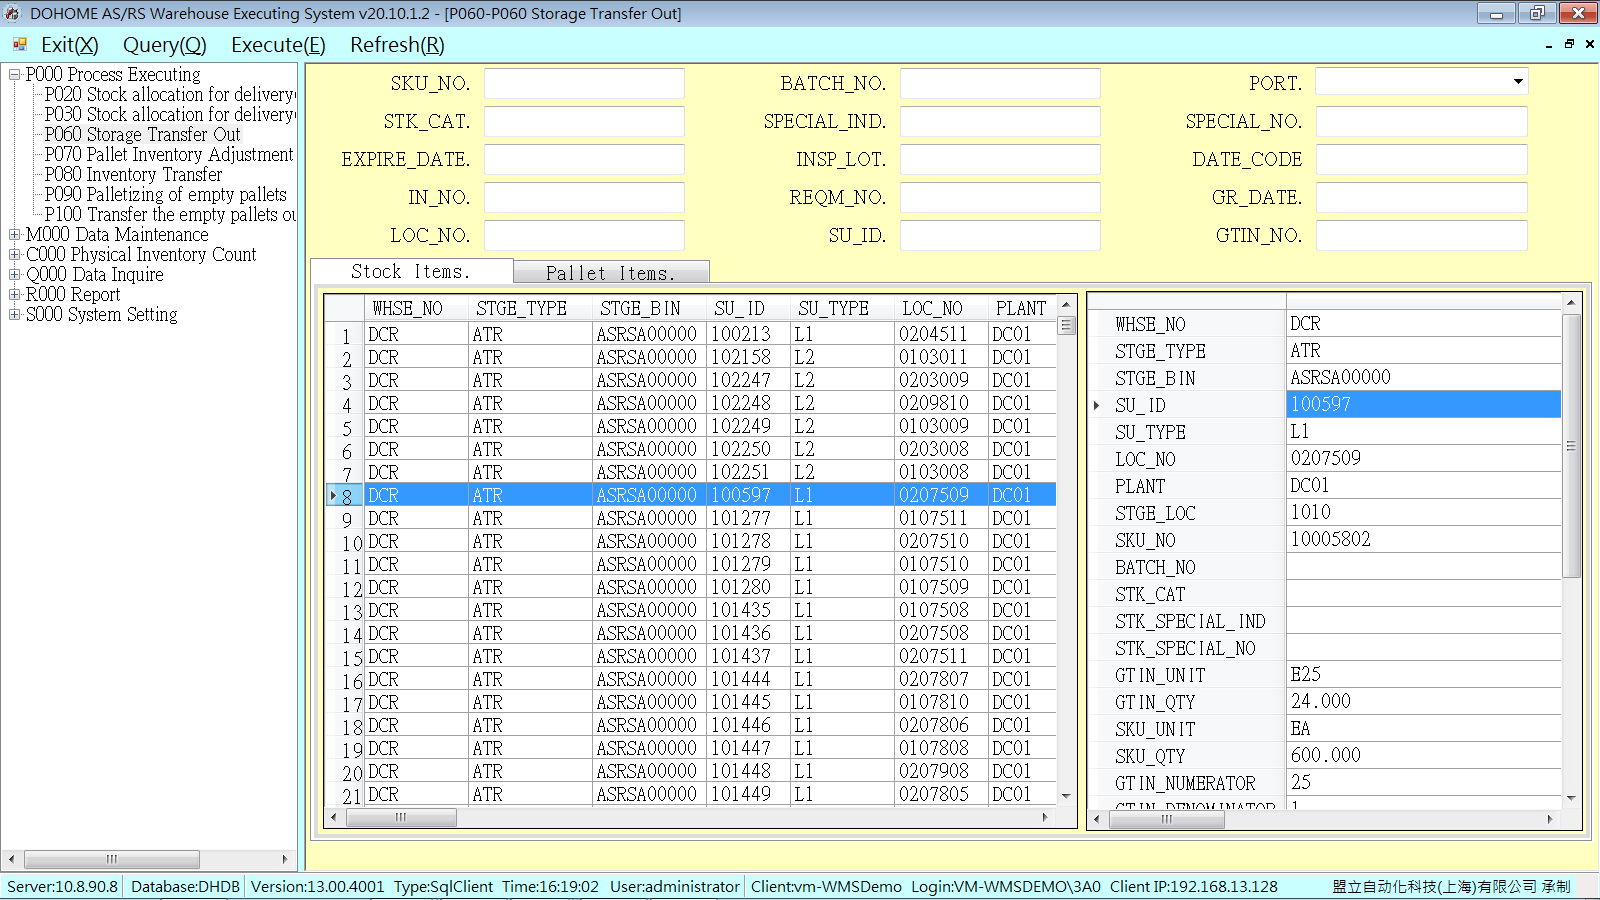 DOHOME AS/RS Warehouse Executing System v20.10.1.2 - [P060-P060 Storage Transfer Out]
Exit(X) Query(Q) Execute(E) Refresh(R)
P000 Process Executing
P020 Stock allocation for delivery
P030 Stock allocation for delivery
P060 Storage Transfer Out
P070 Pallet Inventory Adjustment
P080 Inventory Transfer
P090 Palletizing of empty pallets
P100 Transfer the empty pallets ou
M000 Data Maintenance
C000 Physical Inventory Count
Q000 Data Inquire
R000 Report
S000 System Setting
SKU_NO. BATCH_NO. PORT.
STK_CAT. SPECIAL_IND. SPECIAL_NO.
EXPIRE_DATE. INSP_LOT. DATE_CODE
IN_NO. REQM_NO. GR_DATE.
LOC_NO. SU_ID. GTIN_NO.
Stock Items. Pallet Items.
WHSE_NO STGE_TYPE STGE_BIN SU_ID SU_TYPE LOC_NO PLANT
1 DCR ATR ASRSA00000 100213 L1 0204511 DC01
2 DCR ATR ASRSA00000 102158 L2 0103011 DC01
3 DCR ATR ASRSA00000 102247 L2 0203009 DC01
4 DCR ATR ASRSA00000 102248 L2 0209810 DC01
5 DCR ATR ASRSA00000 102249 L2 0103009 DC01
6 DCR ATR ASRSA00000 102250 L2 0203008 DC01
7 DCR ATR ASRSA00000 102251 L2 0103008 DC01
8 DCR ATR ASRSA00000 100597 L1 0207509 DC01
9 DCR ATR ASRSA00000 101277 L1 0107511 DC01
10 DCR ATR ASRSA00000 101278 L1 0207510 DC01
11 DCR ATR ASRSA00000 101279 L1 0107510 DC01
12 DCR ATR ASRSA00000 101280 L1 0107509 DC01
13 DCR ATR ASRSA00000 101435 L1 0107508 DC01
14 DCR ATR ASRSA00000 101436 L1 0207508 DC01
15 DCR ATR ASRSA00000 101437 L1 0207511 DC01
16 DCR ATR ASRSA00000 101444 L1 0207807 DC01
17 DCR ATR ASRSA00000 101445 L1 0107810 DC01
18 DCR ATR ASRSA00000 101446 L1 0207806 DC01
19 DCR ATR ASRSA00000 101447 L1 0107808 DC01
20 DCR ATR ASRSA00000 101448 L1 0207908 DC01
21 DCR ATR ASRSA00000 101449 L1 0207805 DC01
WHSE_NO DCR
STGE_TYPE ATR
STGE_BIN ASRSA00000
SU_ID 100597
SU_TYPE L1
LOC_NO 0207509
PLANT DC01
STGE_LOC 1010
SKU_NO 10005802
BATCH_NO
STK_CAT
STK_SPECIAL_IND
STK_SPECIAL_NO
GTIN_UNIT E25
GTIN_QTY 24.000
SKU_UNIT EA
SKU_QTY 600.000
GTIN_NUMERATOR 25
GTIN_DENOMINATOR 1
Server:10.8.90.8 Database:DHDB Version:13.00.4001 Type:SqlClient Time:16:19:02 User:administrator Client:vm-WMSDemo Login:VM-WMSDEMO\3A0 Client IP:192.168.13.128 盟立自动化科技(上海)有限公司 承制